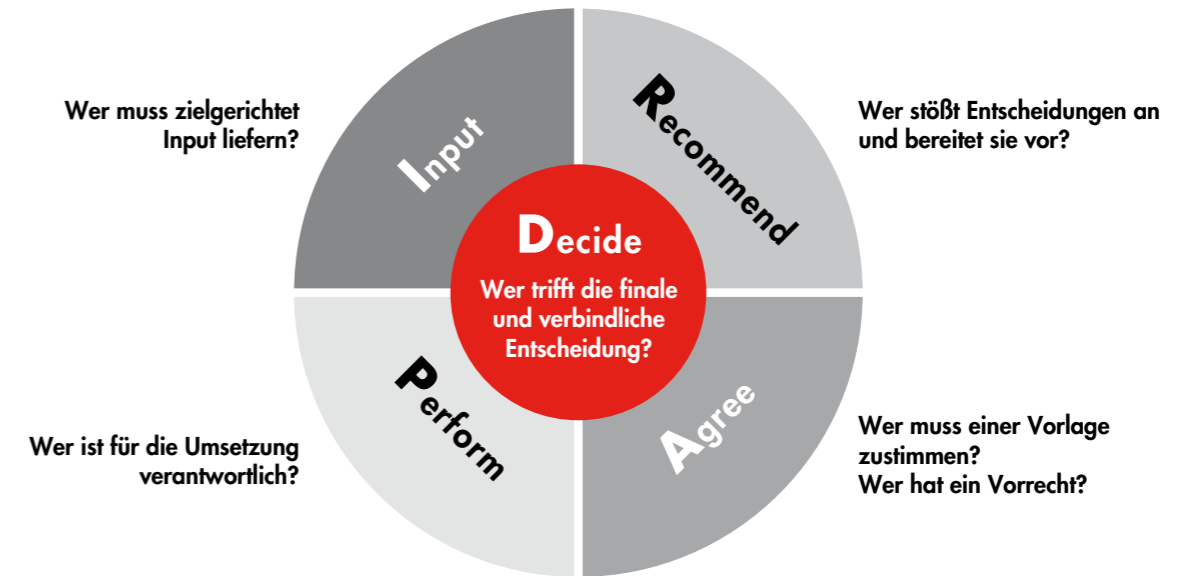 Wer muss zielgerichtet
Input liefern?
Input
Recommend
Wer stößt Entscheidungen an
und bereitet sie vor?
Decide
Wer trifft die finale
und verbindliche
Entscheidung?
Wer ist für die Umsetzung
verantwortlich?
Perform
Agree
Wer muss einer Vorlage
zustimmen?
Wer hat ein Vorrecht?